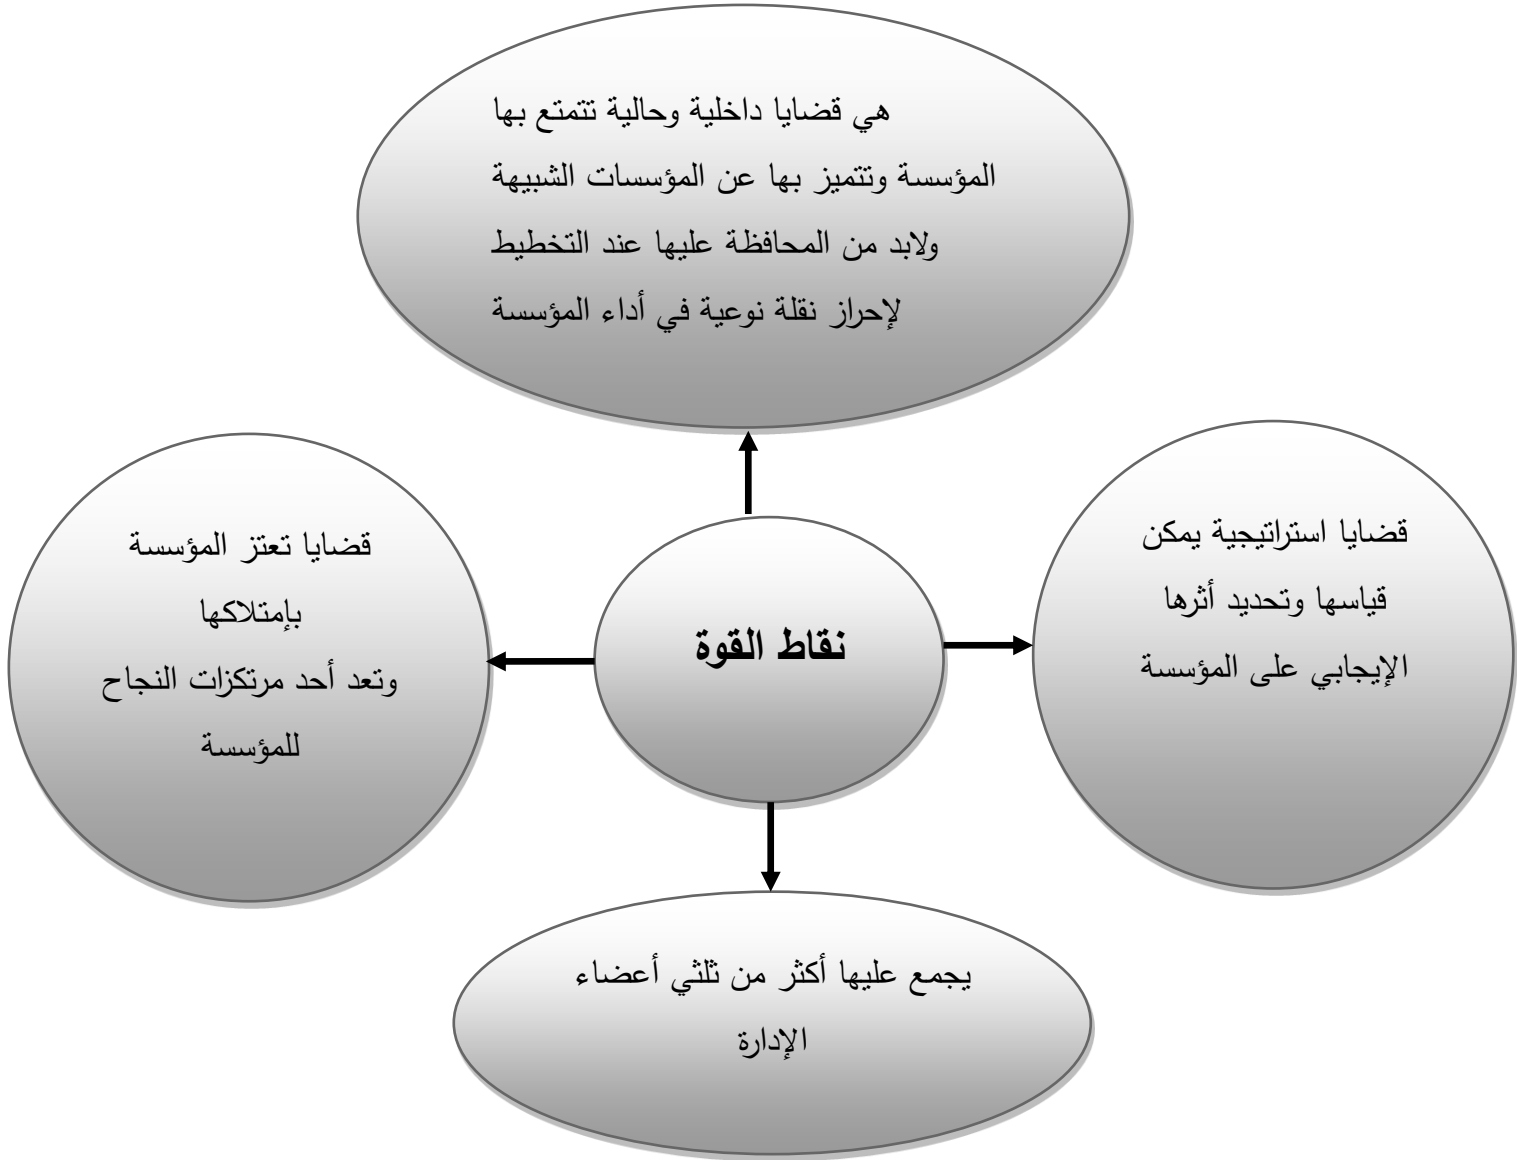 هي قضايا داخلية وحالية تتمتع بها
المؤسسة وتتميز بها عن المؤسسات الشبيهة
ولابد من المحافظة عليها عند التخطيط
لإحراز نقلة نوعية في أداء المؤسسة
قضايا استراتيجية يمكن
قياسها وتحديد أثرها
الإيجابي على المؤسسة
نقاط القوة
قضايا تعتز المؤسسة
بإمتلاكها
وتعد أحد مرتكزات النجاح
للمؤسسة
يجمع عليها أكثر من ثلثي أعضاء
الإدارة